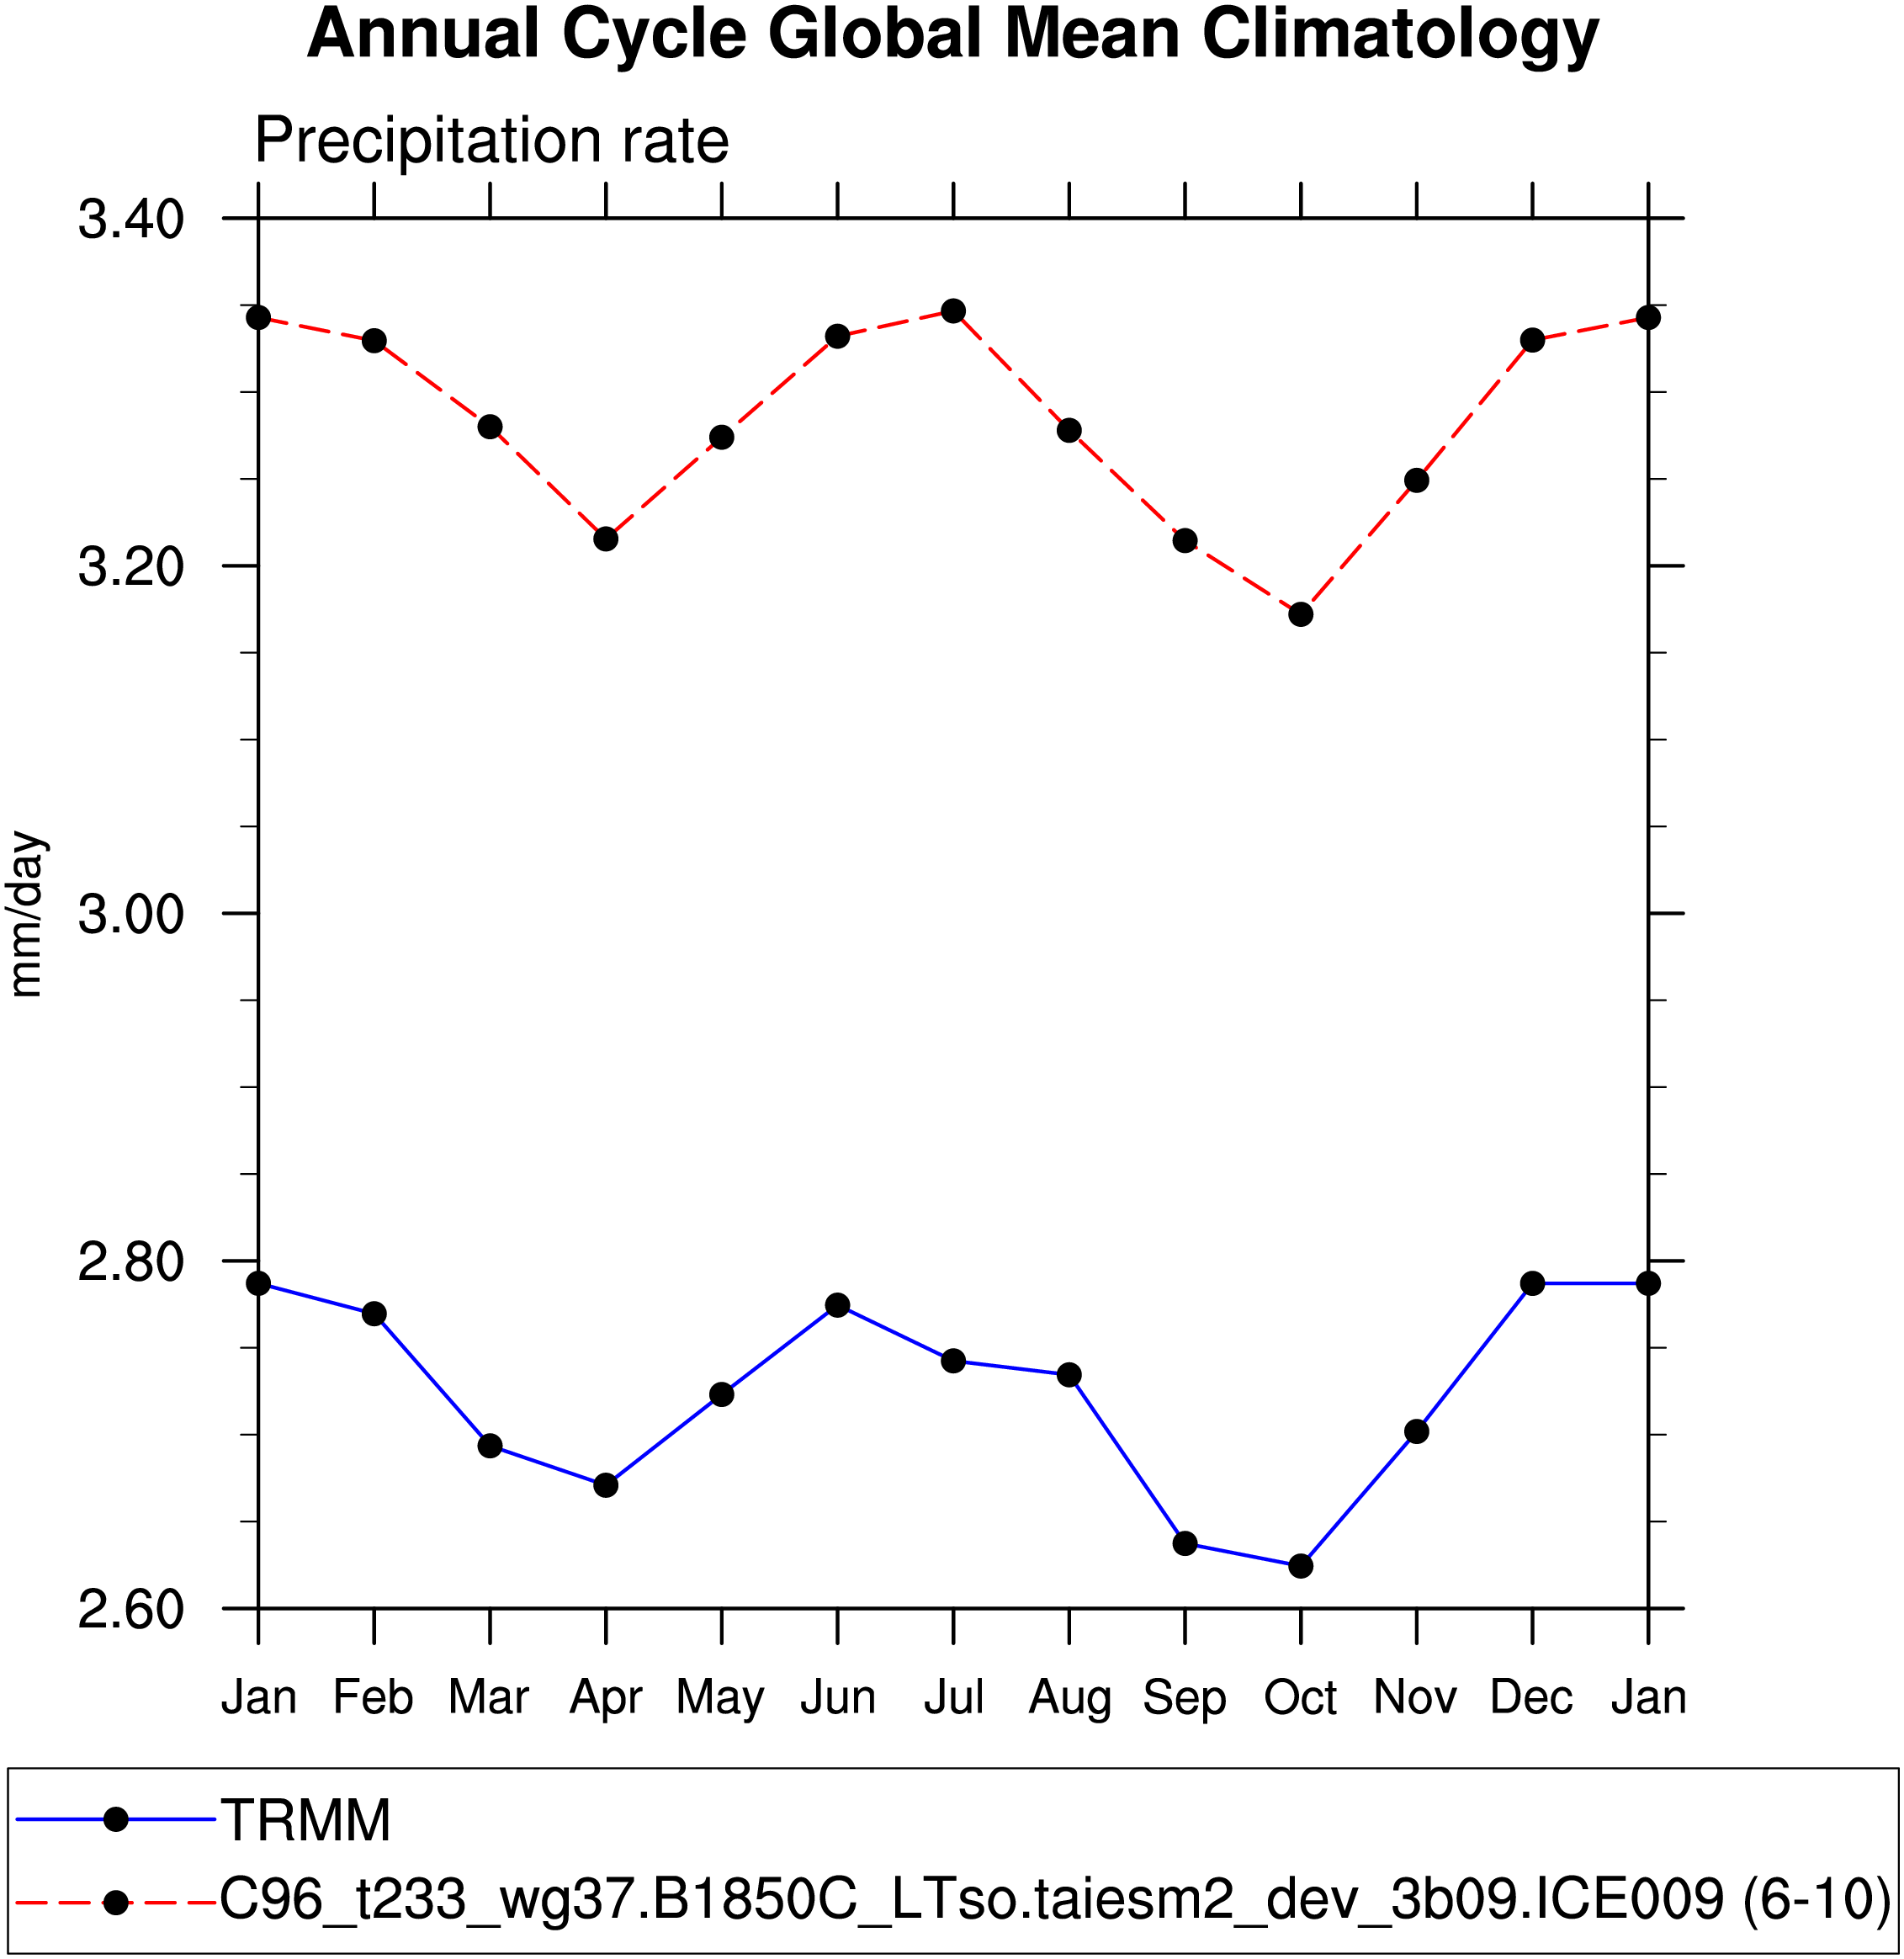 Annual Cycle Global Mean Climatology
Precipitation rate
3.40
3.20
3.00
2.80
2.60
mm/day
Jan Feb Mar Apr May Jun Jul Aug Sep Oct Nov Dec Jan
TRMM
C96_t233_wg37.B1850C_LTso.taiesm2_dev_3b09.ICE009 (6-10)